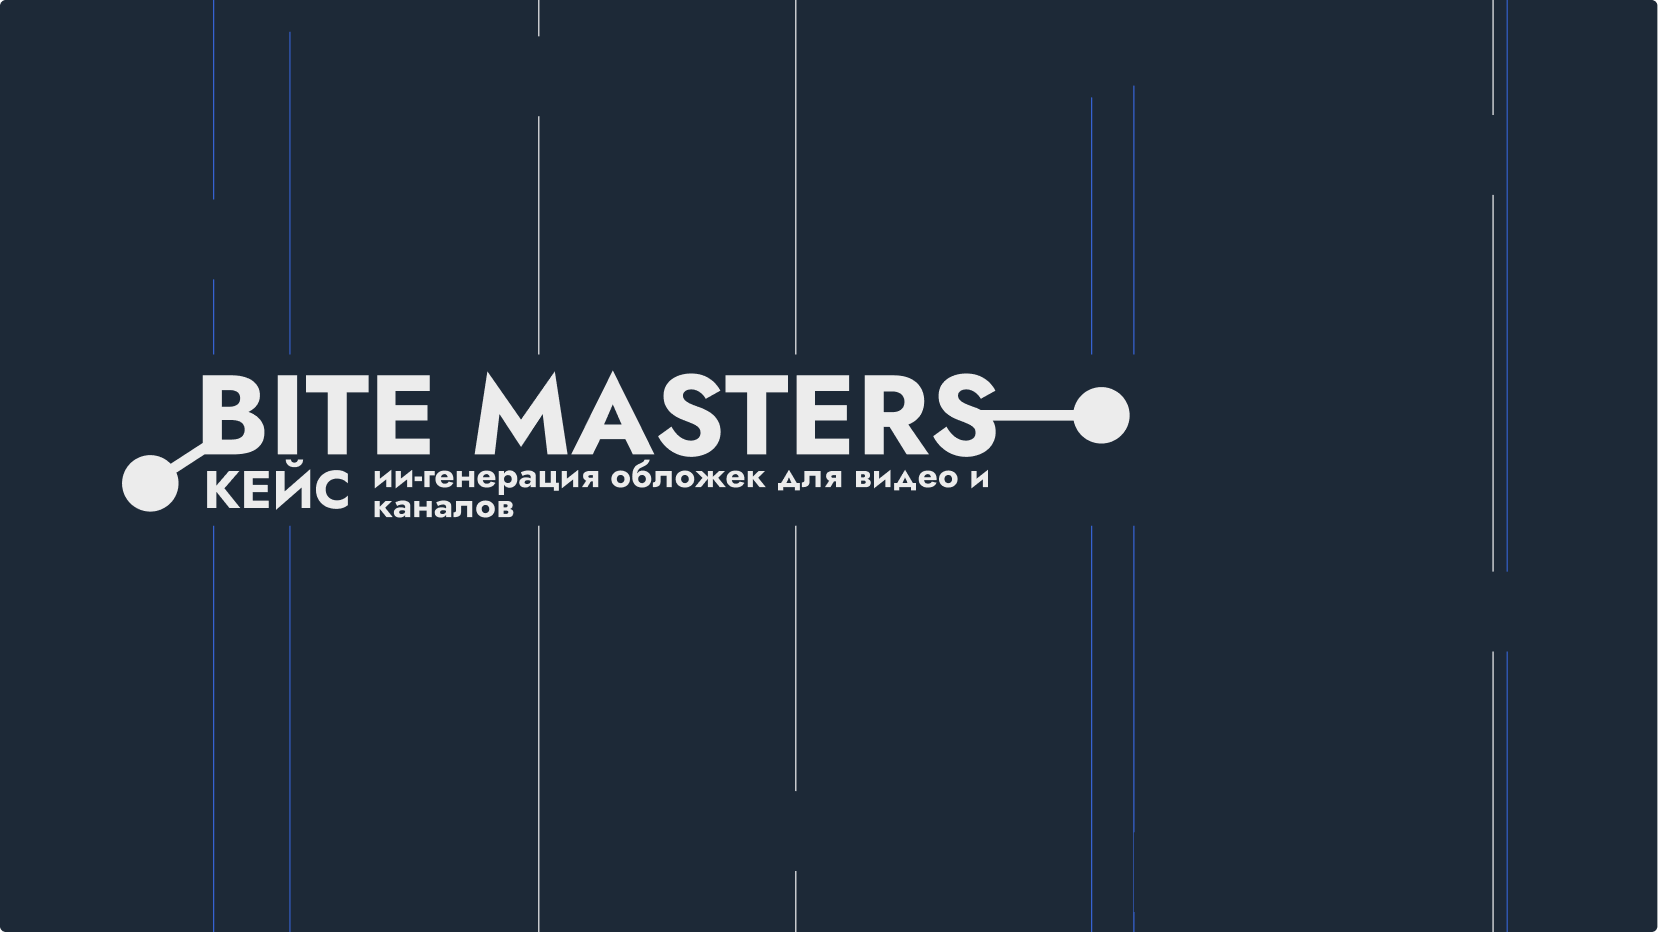 BITE MASTERS
КЕЙС
ии-генерация обложек для видео и
каналов